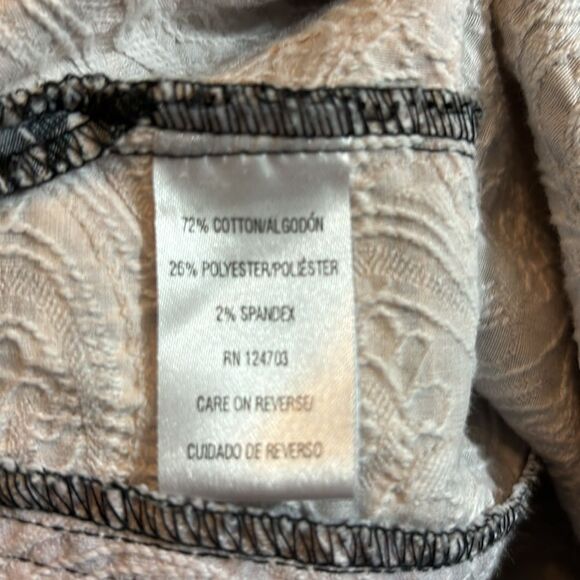 72% COTTON/ALGODÓN
26% POLYESTER/POLIÉSTER
2% SPANDEX
RN 124703
CARE ON REVERSE/
CUIDADO DE REVERSO